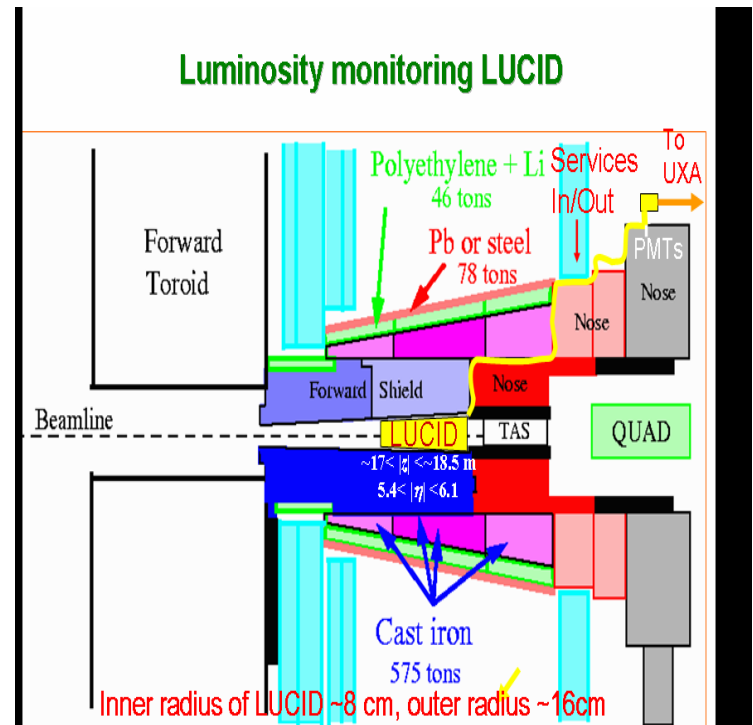 Luminosity monitoring LUCID
To
UXA
Polyethylene + Li
46 tons
Services
In/Out
Forward
Toroid
Pb or steel
78 tons
PMTs
Nose
Nose
Forward Shield
Nose
Beamline
LUCID
TAS
QUAD
~17< |z| <~18.5 m
5.4< |η| <6.1
Cast iron
575 tons
Inner radius of LUCID ~8 cm, outer radius ~16cm